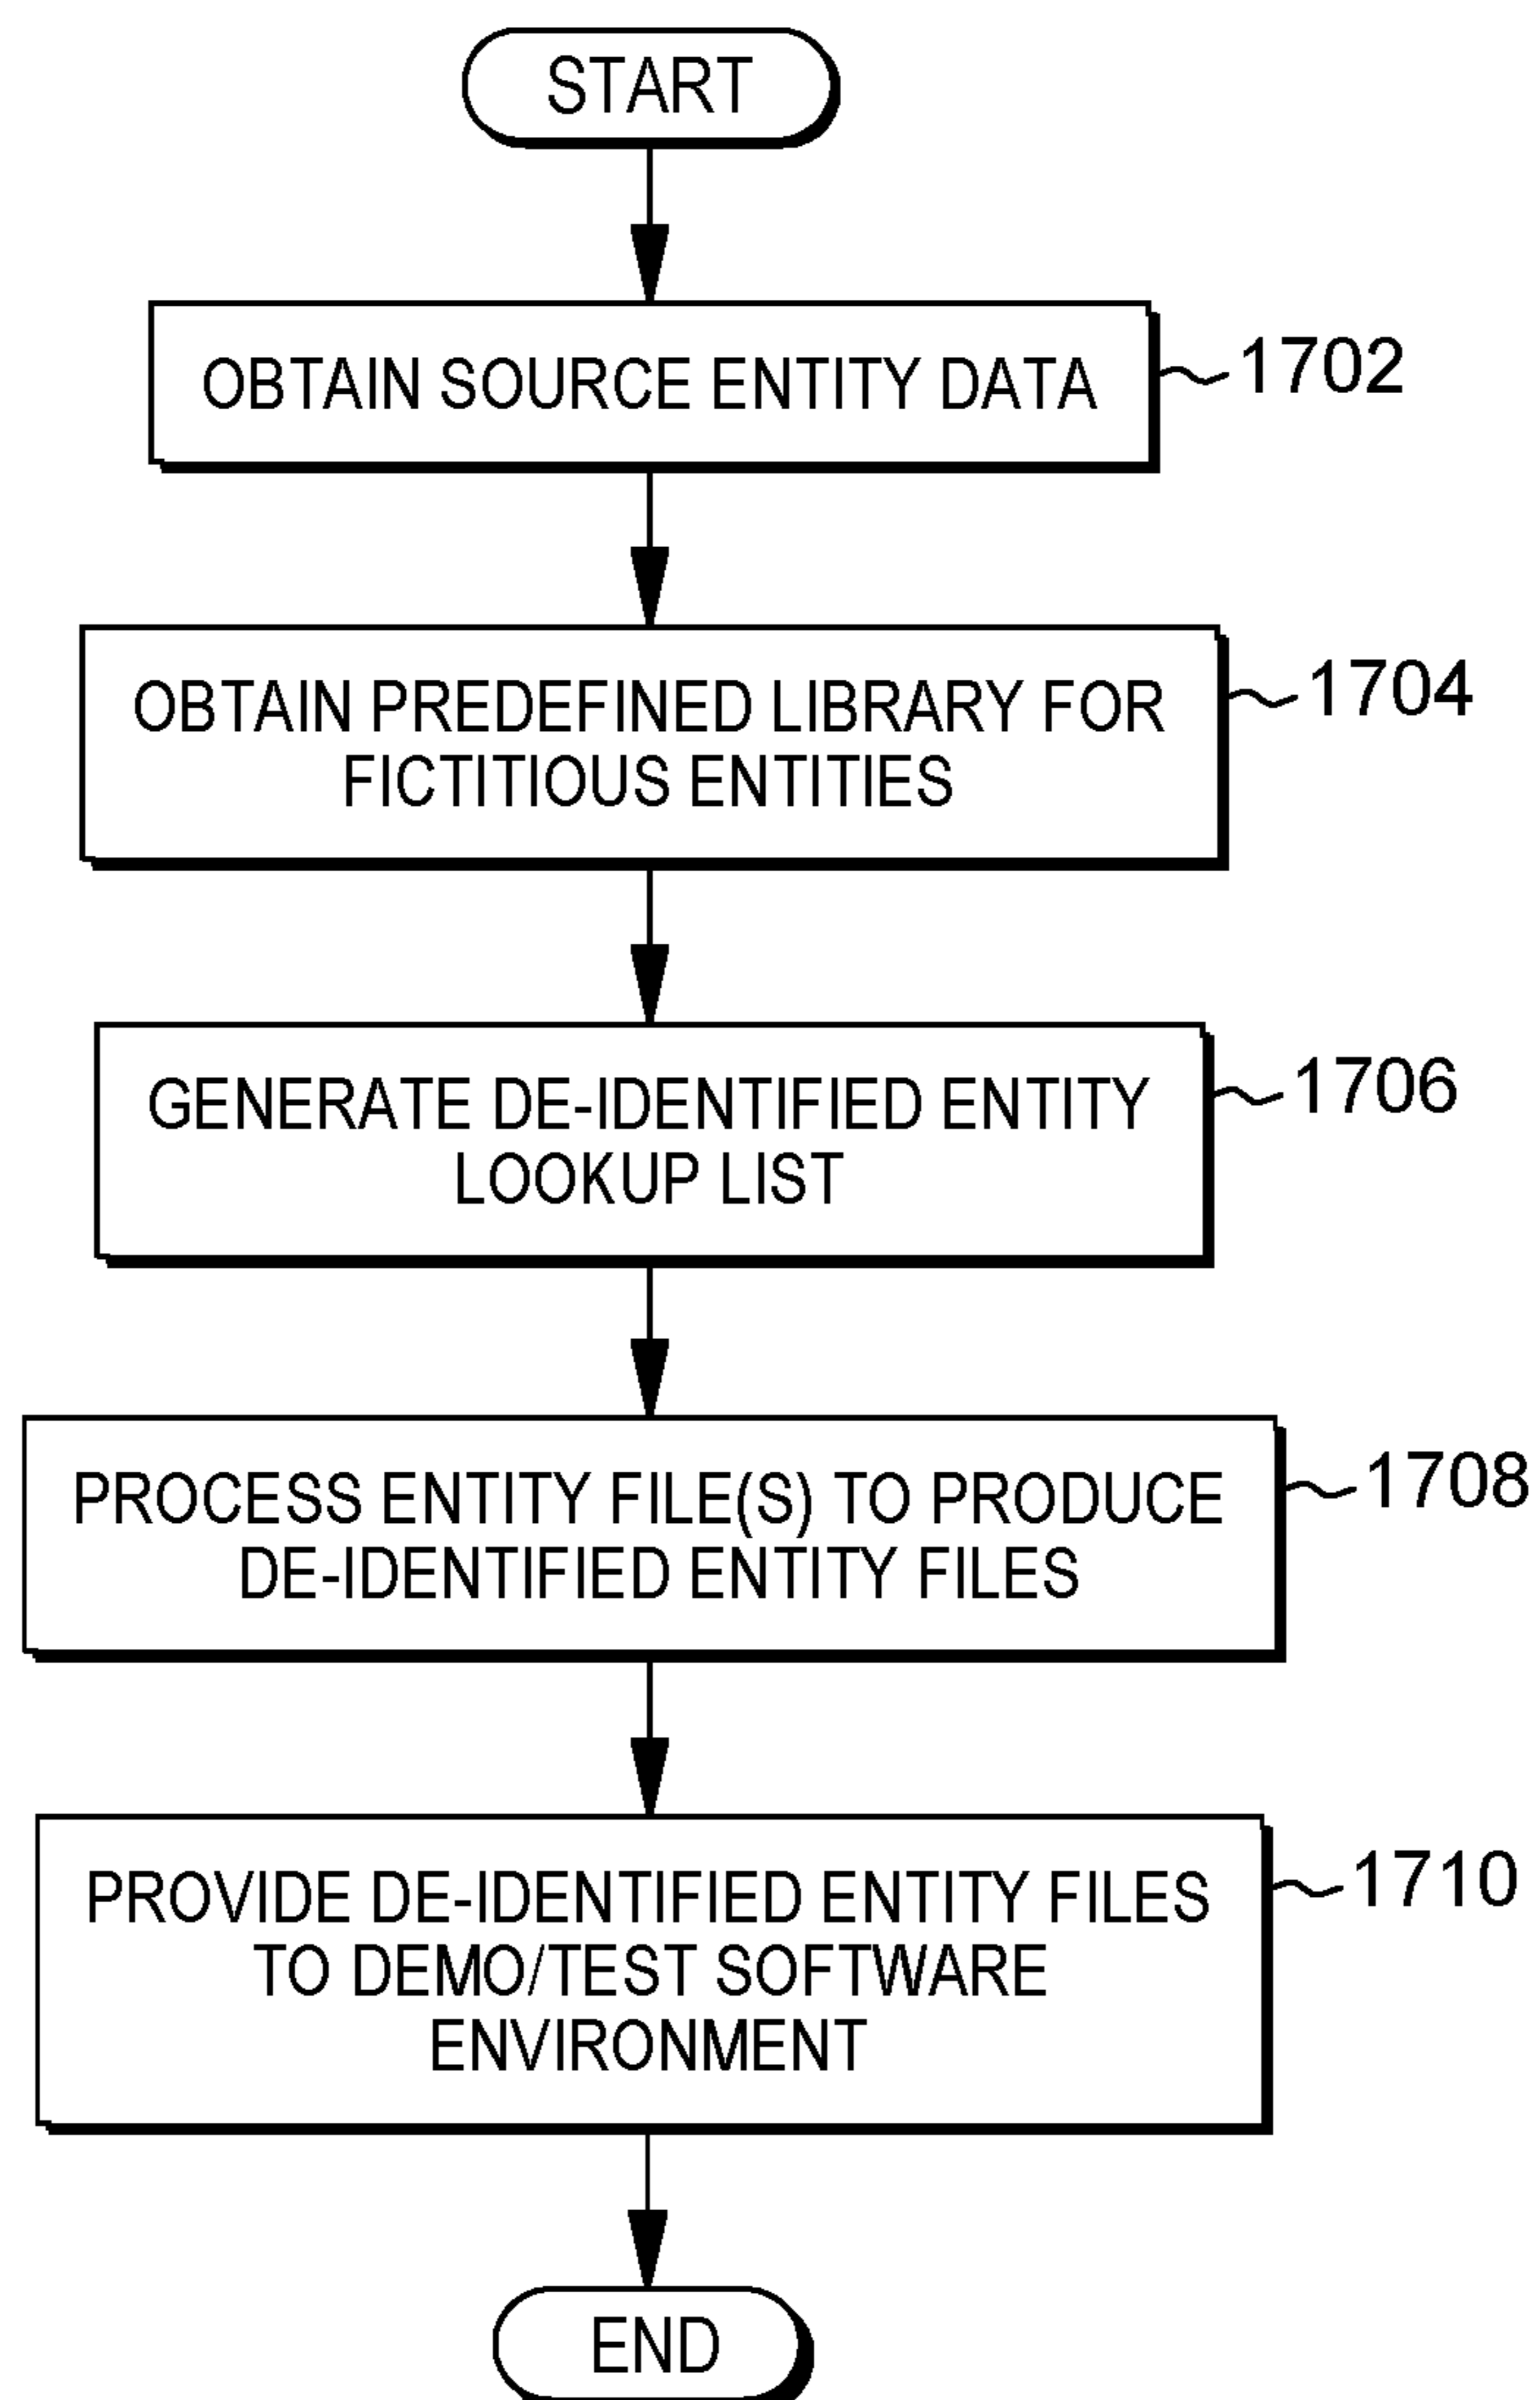 START
OBTAIN SOURCE ENTITY DATA
1702
OBTAIN PREDEFINED LIBRARY FOR
FICTITIOUS ENTITIES
1704
GENERATE DE-IDENTIFIED ENTITY
LOOKUP LIST
1706
PROCESS ENTITY FILE(S) TO PRODUCE
DE-IDENTIFIED ENTITY FILES
1708
PROVIDE DE-IDENTIFIED ENTITY FILES
TO DEMO/TEST SOFTWARE
ENVIRONMENT
1710
END